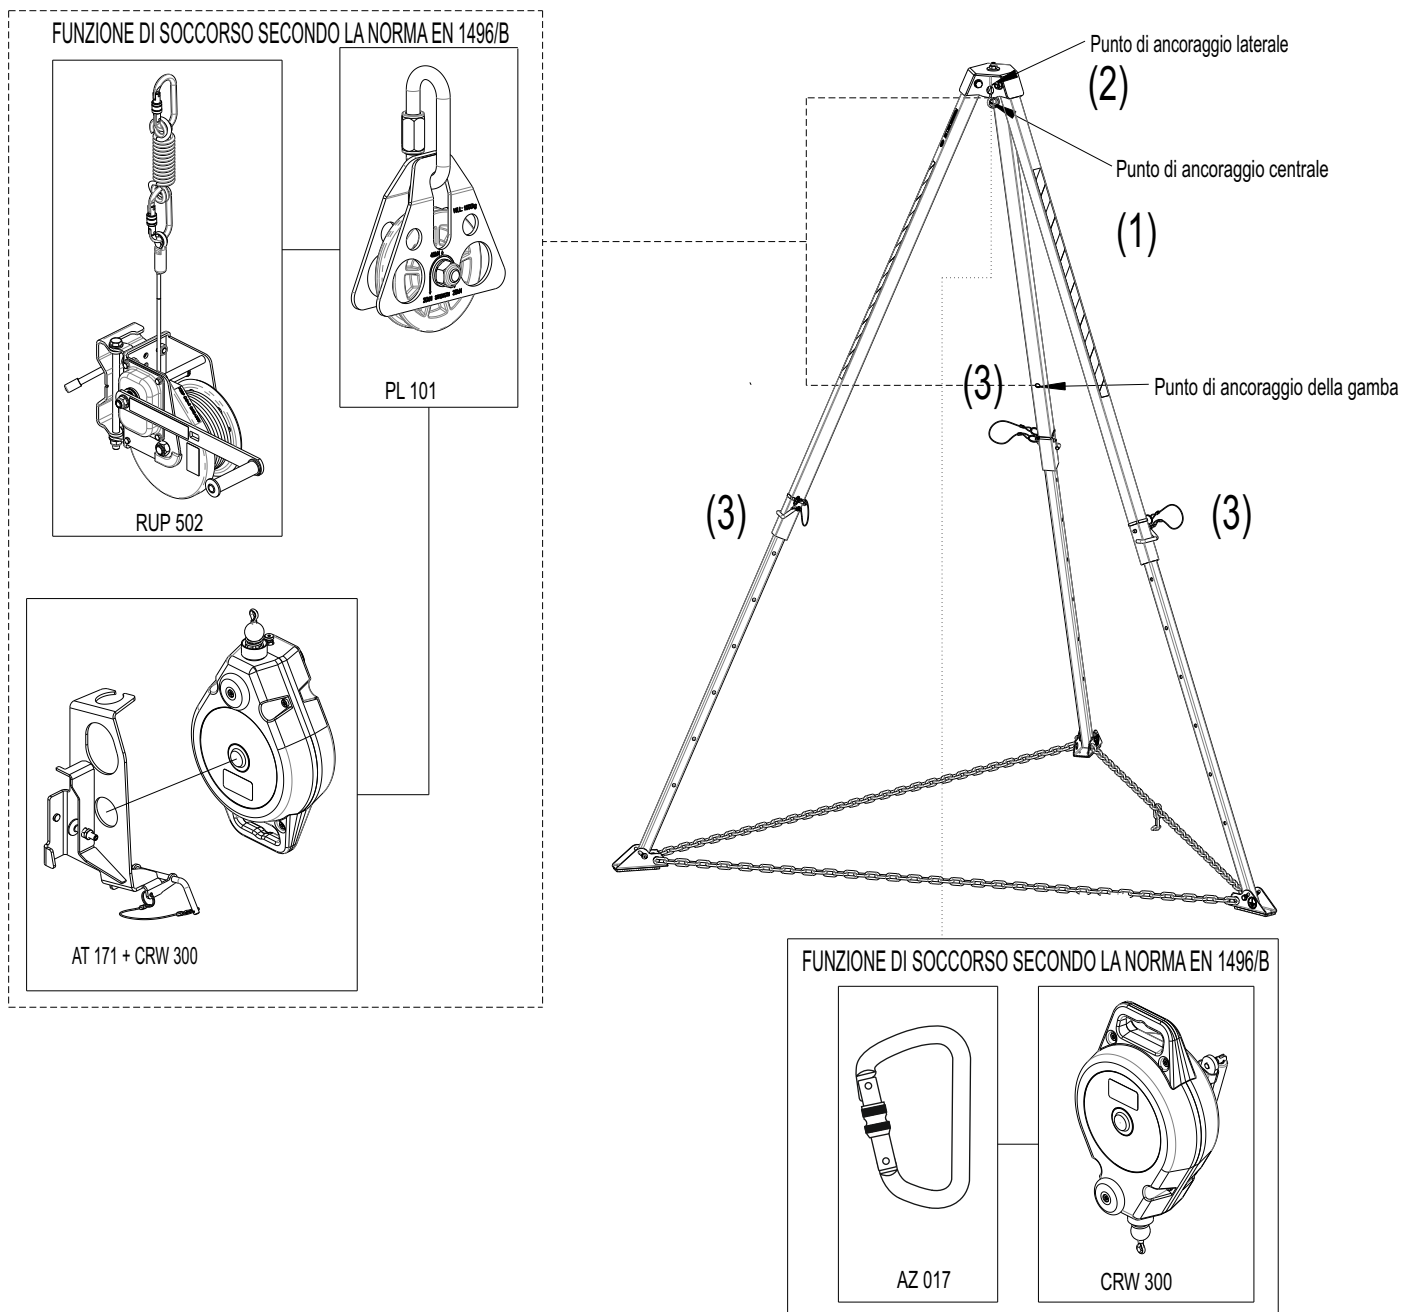 FUNZIONE DI SOCCORSO SECONDO LA NORMA EN 1496/B
RUP 502
PL 101
AT 171 + CRW 300
Punto di ancoraggio laterale
(2)
Punto di ancoraggio centrale
(1)
(3)
Punto di ancoraggio della gamba
(3)
(3)
FUNZIONE DI SOCCORSO SECONDO LA NORMA EN 1496/B
AZ 017
CRW 300